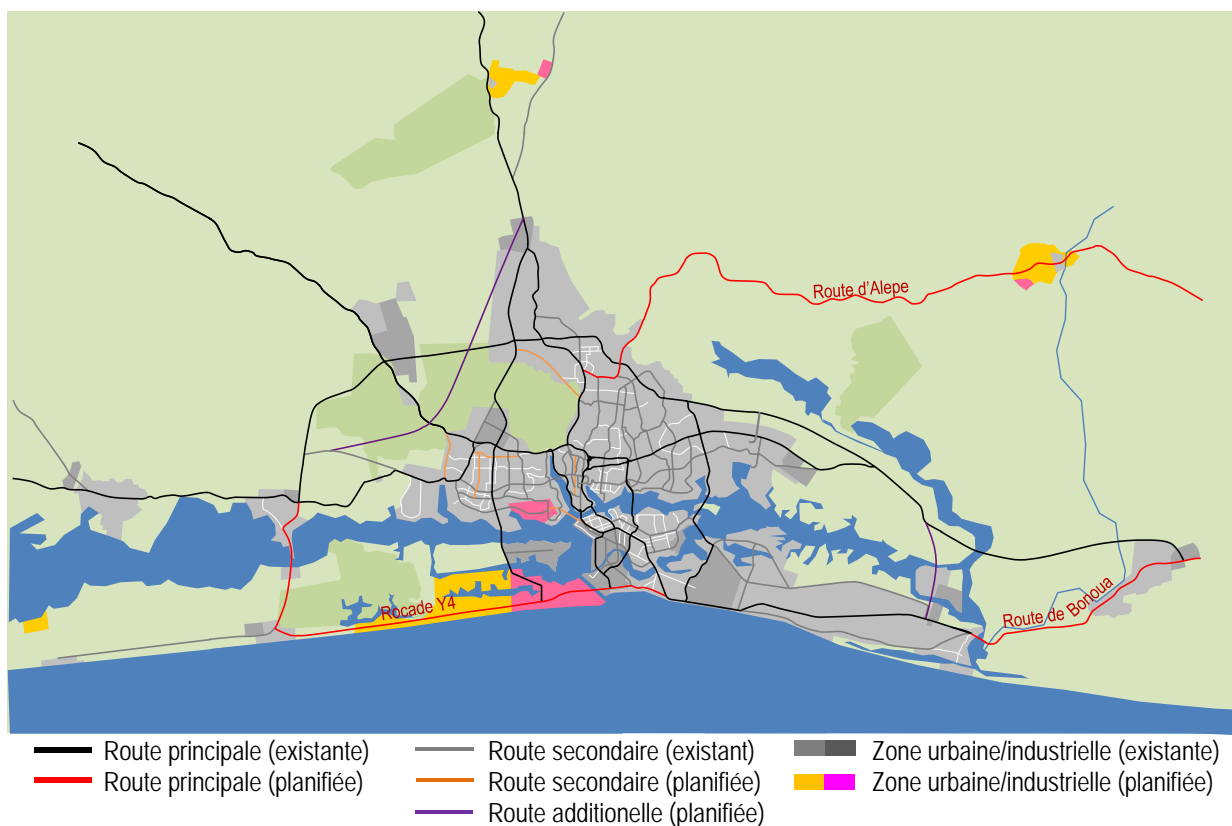 Route d'Alepe
Rocade Y4
Route de Bonoua
Route principale (existante)
Route principale (planifiée)
Route secondaire (existant)
Route secondaire (planifiée)
Route additionelle (planifiée)
Zone urbaine/industrielle (existante)
Zone urbaine/industrielle (planifiée)